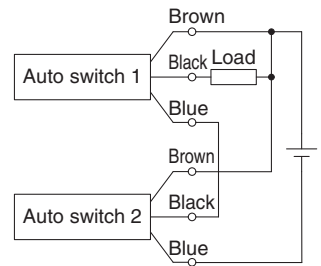 Brown
Black Load
Auto switch 1
Blue
Brown
Black
Auto switch 2
Blue